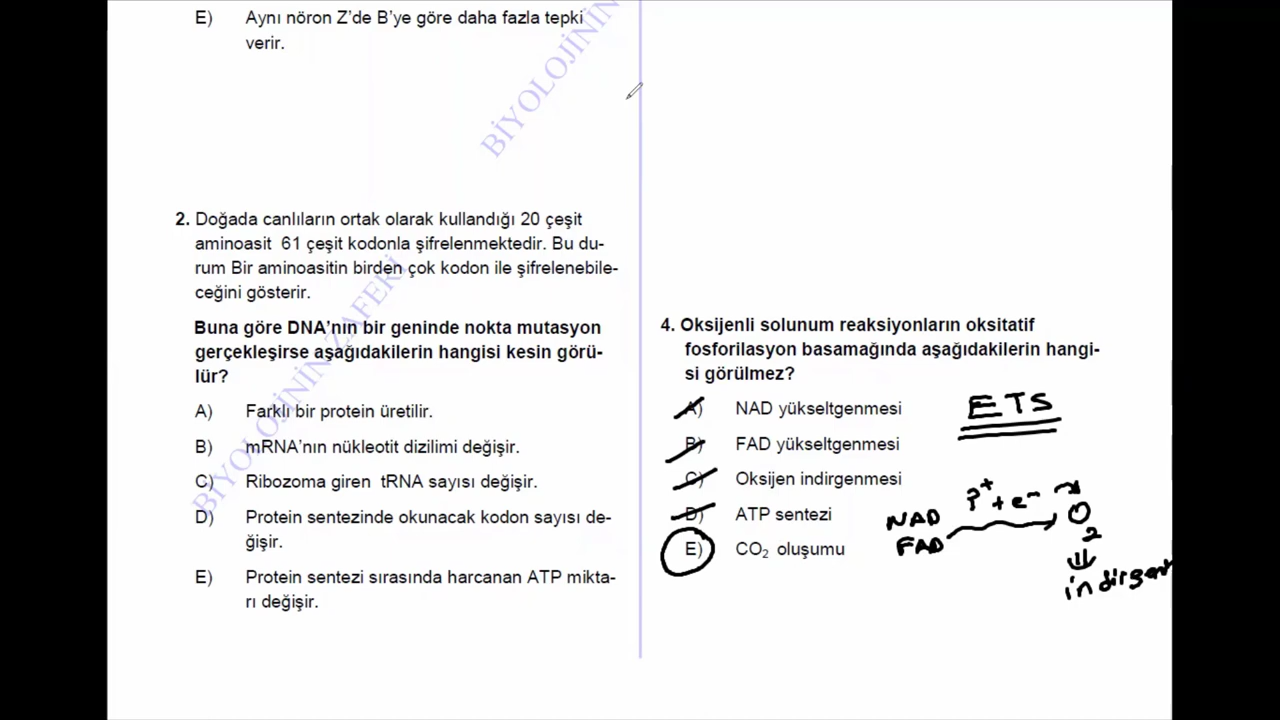 E) Aynı nöron Z'de B'ye göre daha fazla tepki
verir.
BİYOLOJİNİN
2. Doğada canlıların ortak olarak kullandığı 20 çeşit
aminoasit 61 çeşit kodonla şifrelenmektedir. Bu du-
rum Bir aminoasitin birden çok kodon ile şifrelenebile-
ceğini gösterir.
Buna göre DNA'nın bir geninde nokta mutasyon
gerçekleşirse aşağıdakilerin hangisi kesin görü-
lür?
A) Farklı bir protein üretilir.
B) mRNA'nın nükleotit dizilimi değişir.
C) Ribozoma giren tRNA sayısı değişir.
D) Protein sentezinde okunacak kodon sayısı de-
ğişir.
E) Protein sentezi sırasında harcanan ATP mikta-
rı değişir.
BİYOLOJİNİN ZAFERİ
4. Oksijenli solunum reaksiyonların oksitatif
fosforilasyon basamağında aşağıdakilerin hangi-
si görülmez?
A) NAD yükseltgenmesi
B) FAD yükseltgenmesi
C) Oksijen indirgenmesi
D) ATP sentezi
E) CO₂ oluşumu
ETS
+ e⁻
NAD
FAD
O₂